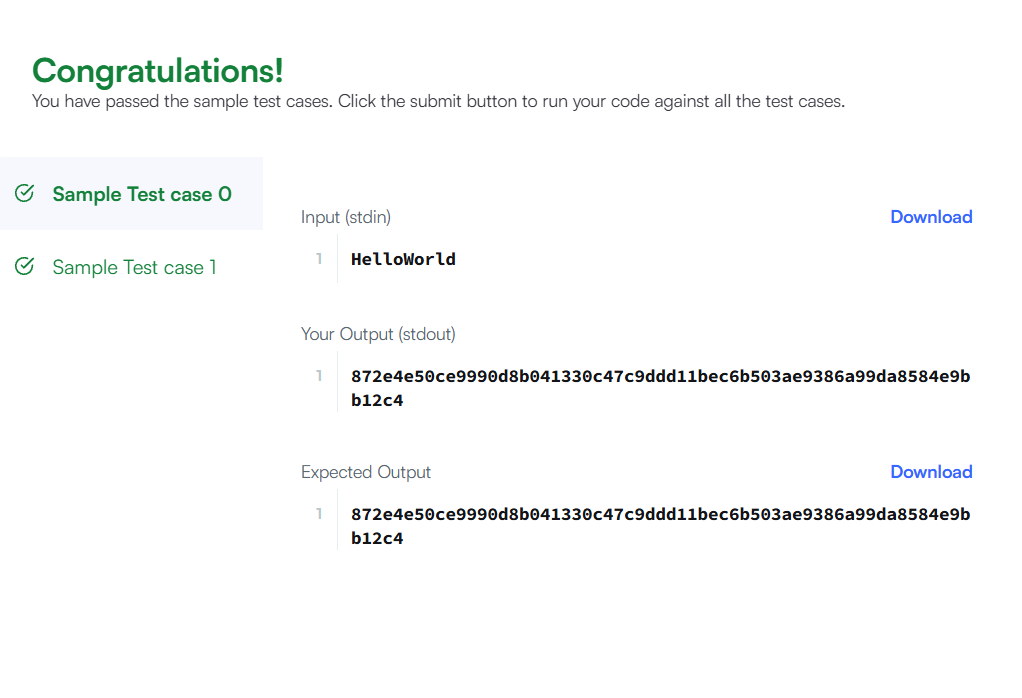 Congratulations!
You have passed the sample test cases. Click the submit button to run your code against all the test cases.
Sample Test case 0
Sample Test case 1
Input (stdin)
Download
1
HelloWorld
Your Output (stdout)
1
872e4e50ce9990d8b041330c47c9ddd11bec6b503ae9386a99da8584e9b
b12c4
Expected Output
Download
1
872e4e50ce9990d8b041330c47c9ddd11bec6b503ae9386a99da8584e9b
b12c4